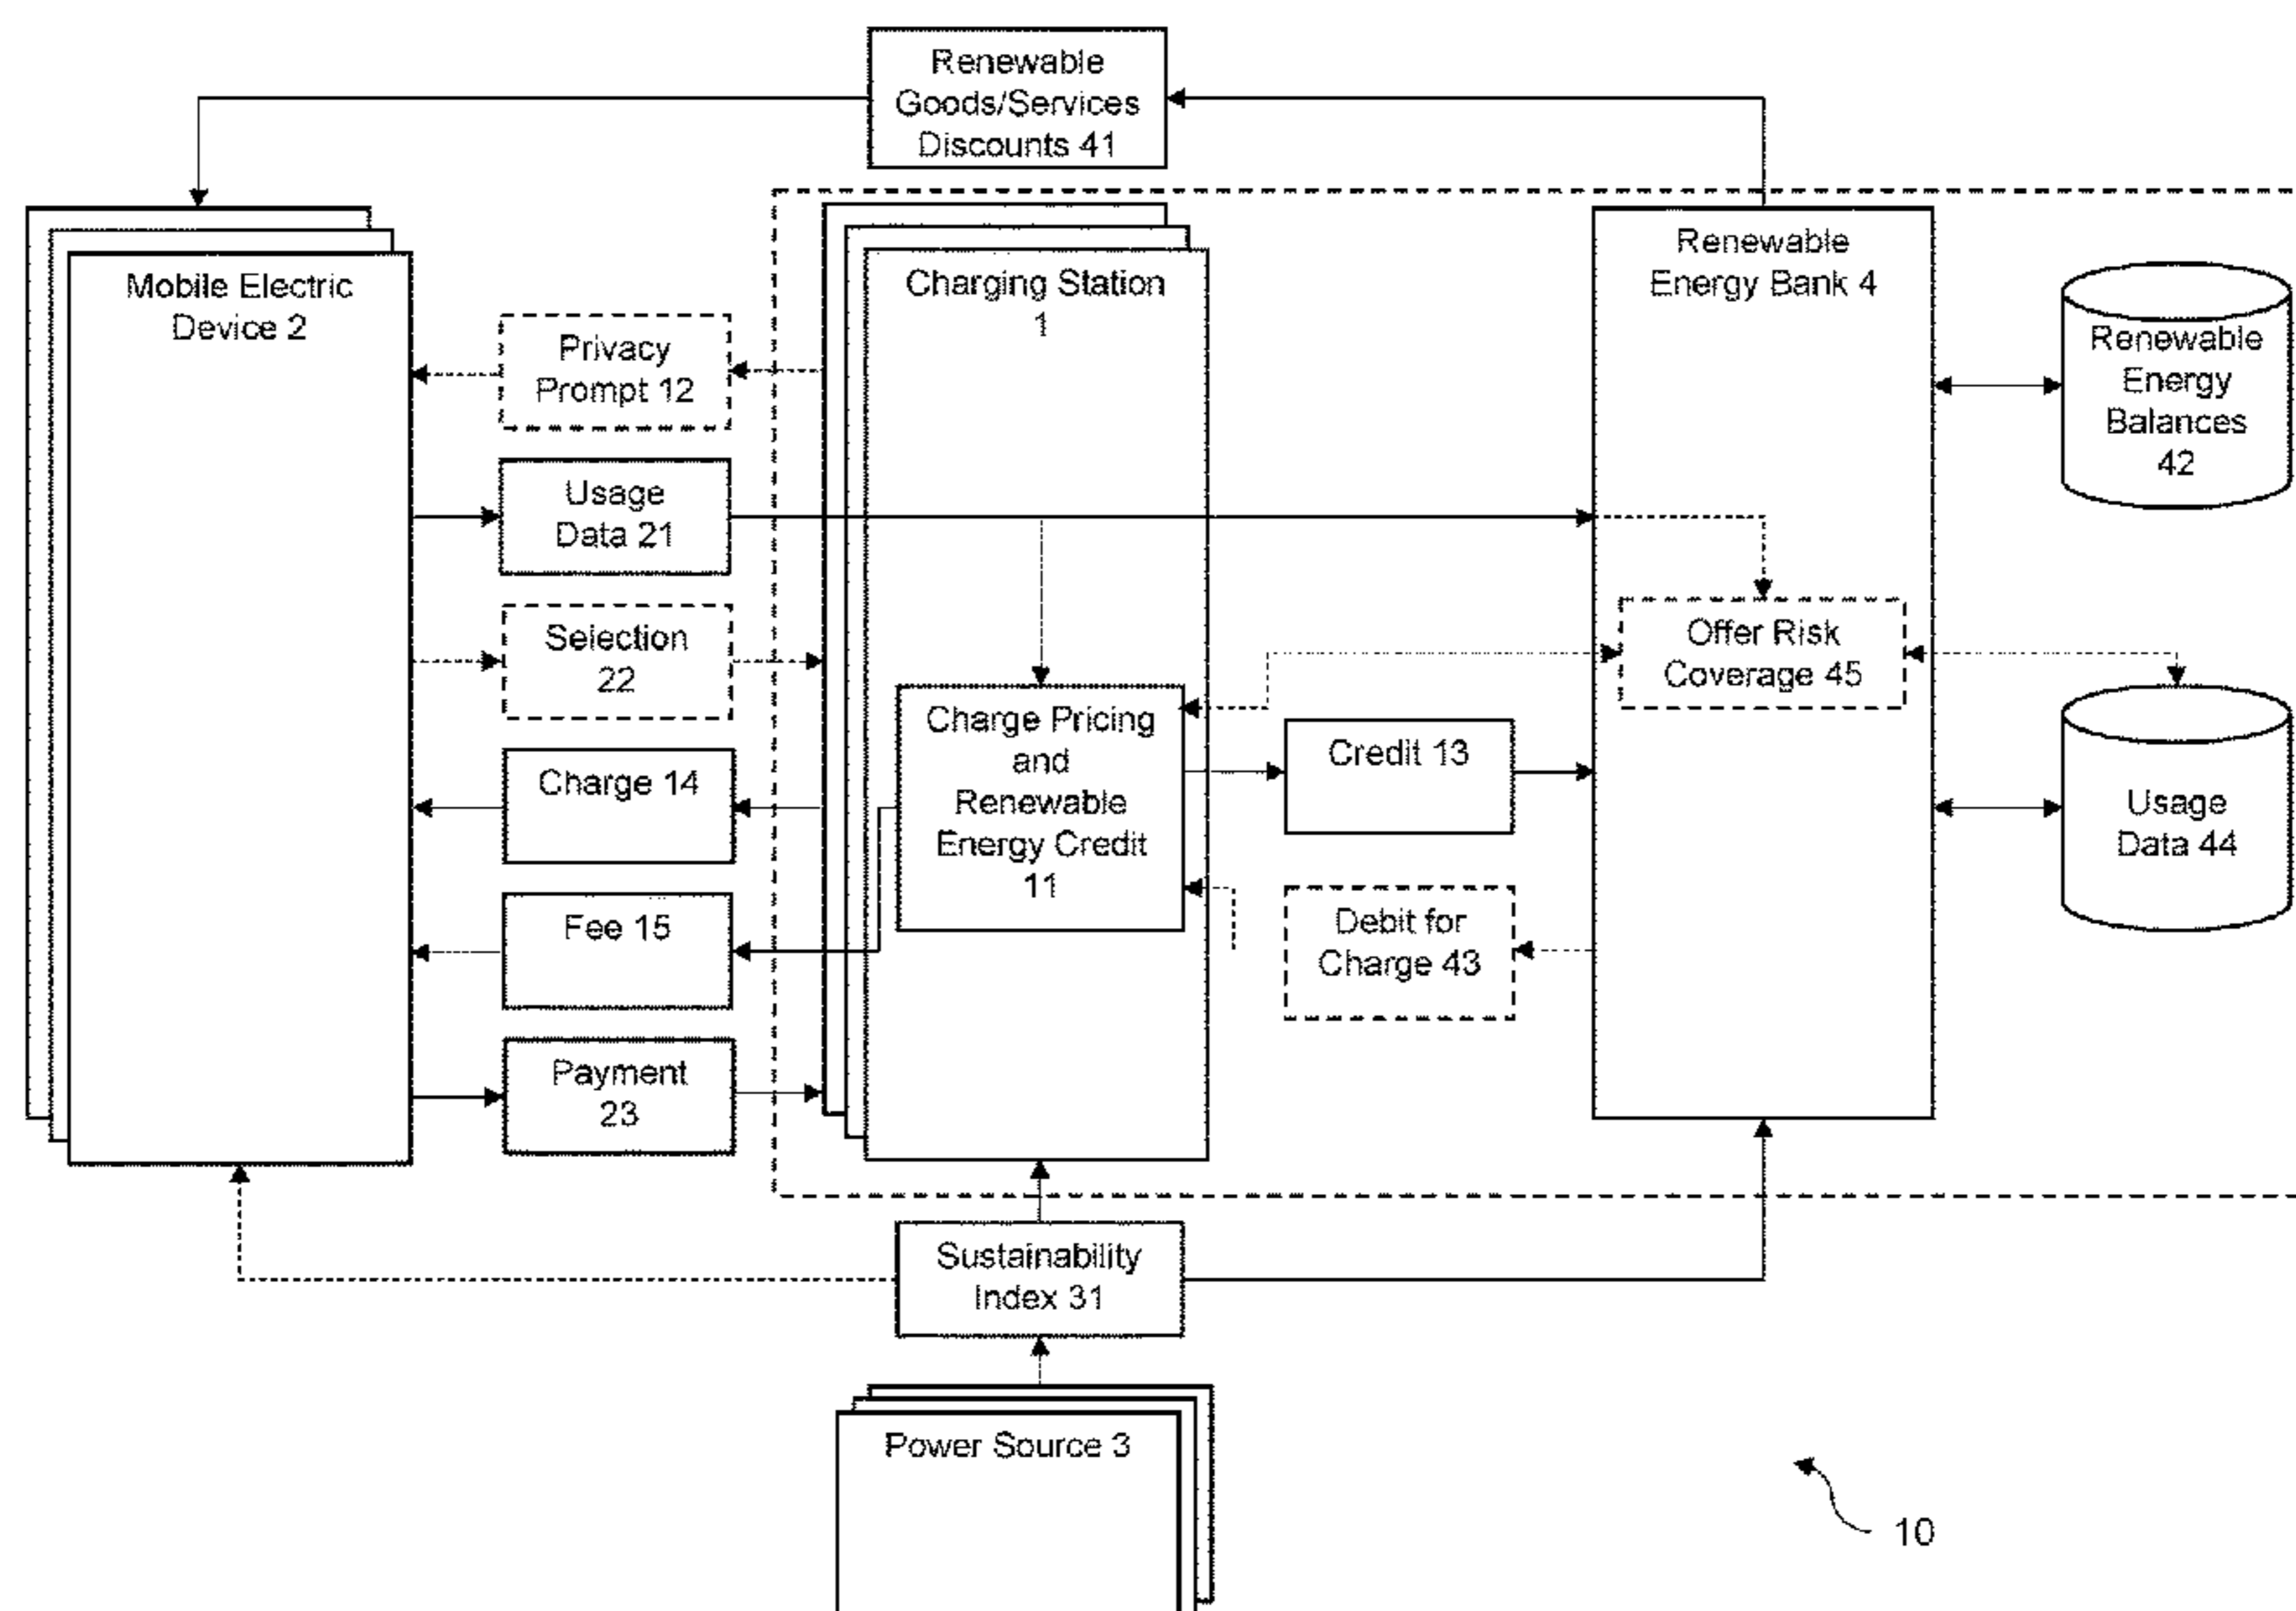 Renewable
Goods/Services
Discounts 41
Mobile Electric
Device 2
Privacy
Prompt 12
Usage
Data 21
Selection
22
Charge 14
Fee 15
Payment
23
Charging Station
1
Charge Pricing
and
Renewable
Energy Credit
11
Credit 13
Debit for
Charge 43
Renewable
Energy Bank 4
Offer Risk
Coverage 45
Renewable
Energy
Balances
42
Usage
Data 44
Sustainability
Index 31
Power Source 3
10